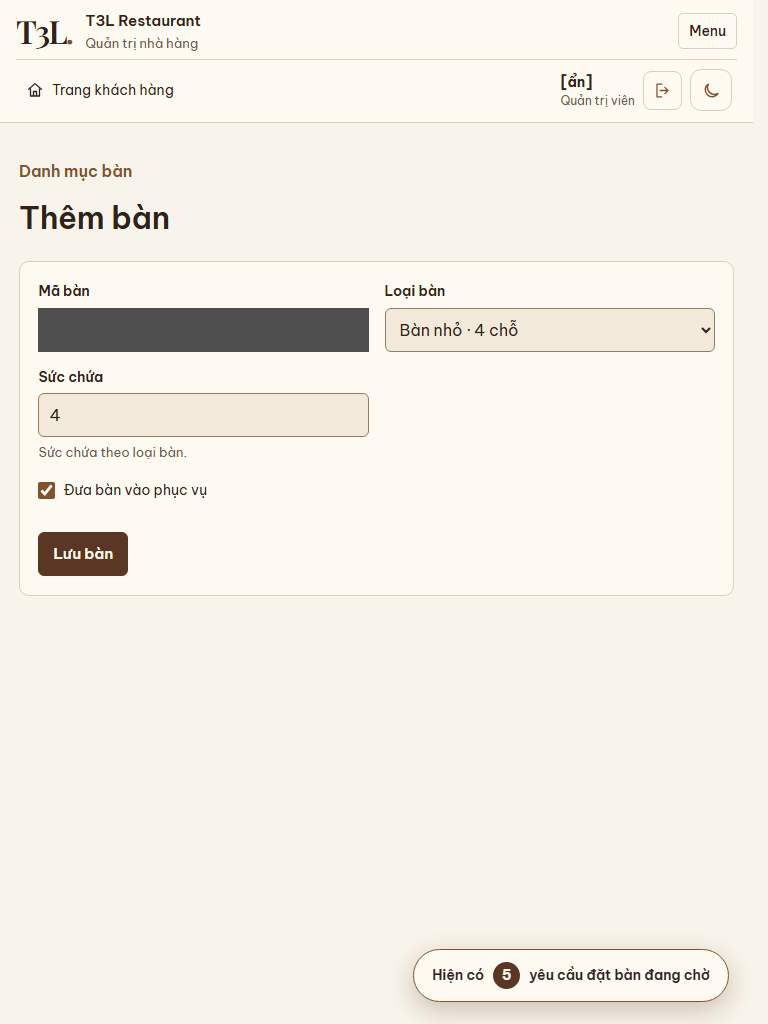 T3L.
T3L Restaurant
Quản trị nhà hàng
Menu
Trang khách hàng
[ẩn]
Quản trị viên
Danh mục bàn
Thêm bàn
Mã bàn
Loại bàn
Bàn nhỏ · 4 chỗ
Sức chứa
4
Sức chứa theo loại bàn.
Đưa bàn vào phục vụ
Lưu bàn
Hiện có 5 yêu cầu đặt bàn đang chờ